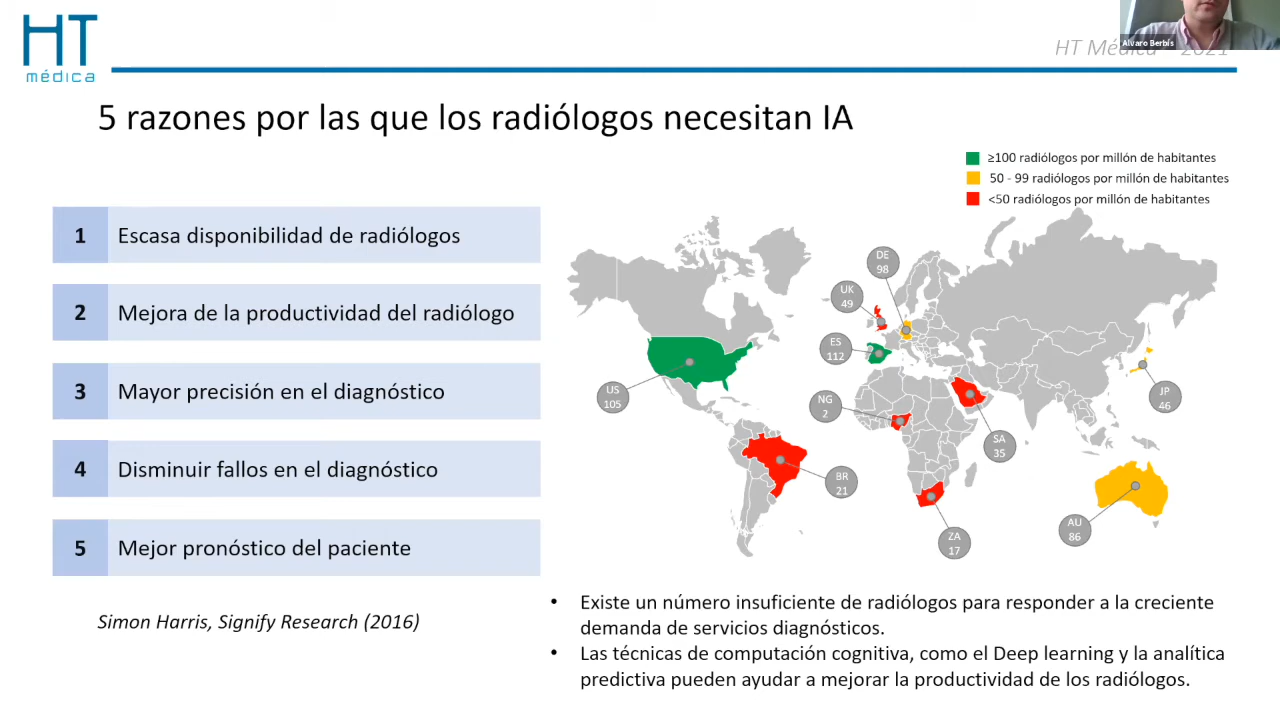 HT
médica
HT Médica - 2021
Alvaro Berbís
5 razones por las que los radiólogos necesitan IA
≥100 radiólogos por millón de habitantes
50 - 99 radiólogos por millón de habitantes
<50 radiólogos por millón de habitantes
1 Escasa disponibilidad de radiólogos
2 Mejora de la productividad del radiólogo
3 Mayor precisión en el diagnóstico
4 Disminuir fallos en el diagnóstico
5 Mejor pronóstico del paciente
Simon Harris, Signify Research (2016)
DE
98
UK
49
ES
112
US
105
NG
2
JP
46
SA
35
BR
21
AU
86
ZA
17
• Existe un número insuficiente de radiólogos para responder a la creciente
demanda de servicios diagnósticos.
• Las técnicas de computación cognitiva, como el Deep learning y la analítica
predictiva pueden ayudar a mejorar la productividad de los radiólogos.